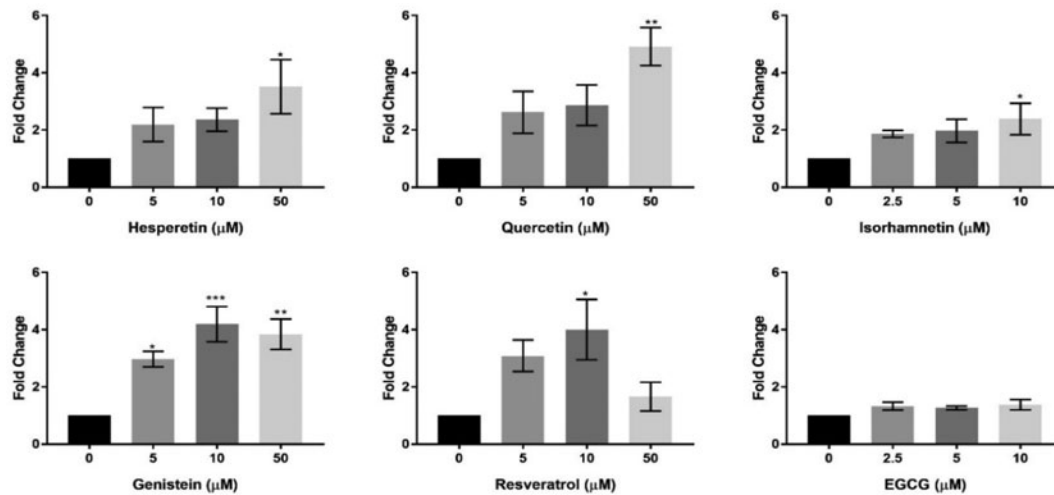 Fold Change
6
4
2
0
*
0 5 10 50
Hesperetin (μM)
Fold Change
6
4
2
0
**
0 5 10 50
Quercetin (μM)
Fold Change
6
4
2
0
*
0 2.5 5 10
Isorhamnetin (μM)
Fold Change
6
4
2
0
* *** **
0 5 10 50
Genistein (μM)
Fold Change
6
4
2
0
*
0 5 10 50
Resveratrol (μM)
Fold Change
6
4
2
0
0 2.5 5 10
EGCG (μM)